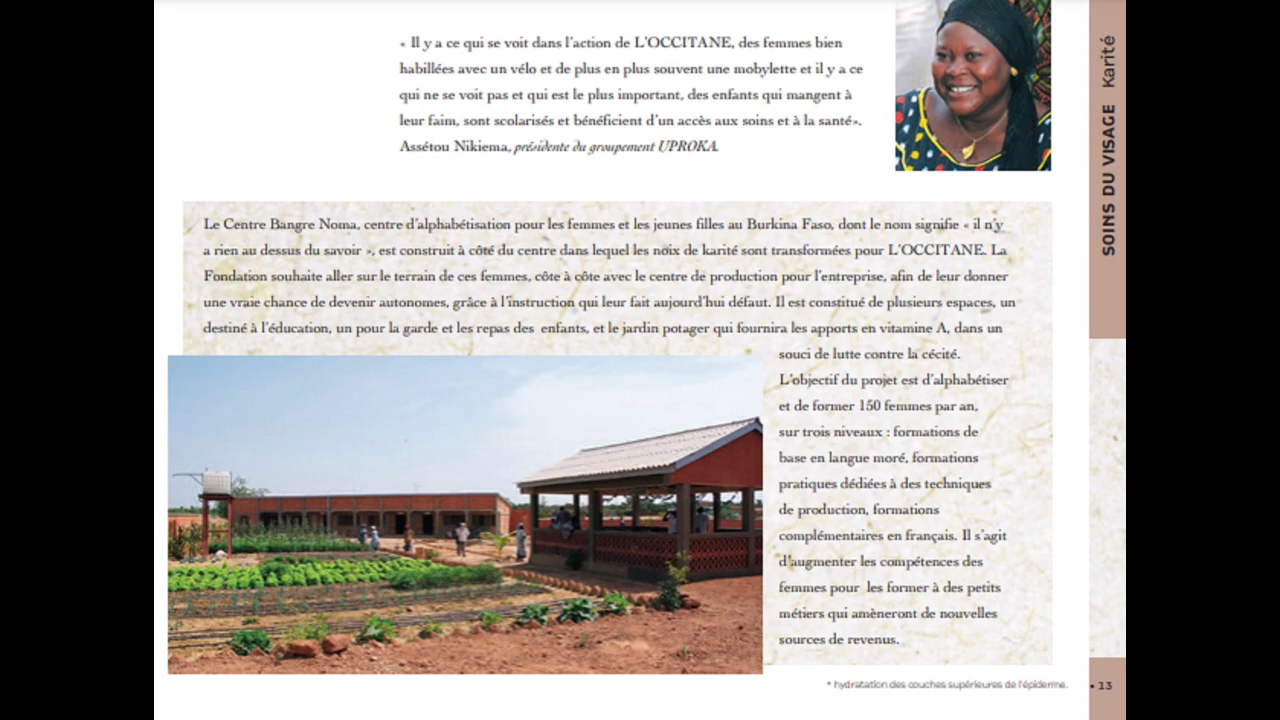 « Il y a ce qui se voit dans l'action de L'OCCITANE, des femmes bien
habillées avec un vélo et de plus en plus souvent une mobylette et il y a ce
qui ne se voit pas et qui est le plus important, des enfants qui mangent à
leur faim, sont scolarisés et bénéficient d'un accès aux soins et à la santé».
Assétou Nikiema, présidente du groupement UPROKA.
Le Centre Bangre Noma, centre d'alphabétisation pour les femmes et les jeunes filles au Burkina Faso, dont le nom signifie « il n'y
a rien au dessus du savoir », est construit à côté du centre dans lequel les noix de karité sont transformées pour L'OCCITANE. La
Fondation souhaite aller sur le terrain de ces femmes, côte à côte avec le centre de production pour l'entreprise, afin de leur donner
une vraie chance de devenir autonomes, grâce à l'instruction qui leur fait aujourd'hui défaut. Il est constitué de plusieurs espaces, un
destiné à l'éducation, un pour la garde et les repas des enfants, et le jardin potager qui fournira les apports en vitamine A, dans un
souci de lutte contre la cécité.
L'objectif du projet est d'alphabétiser
et de former 150 femmes par an,
sur trois niveaux : formations de
base en langue moré, formations
pratiques dédiées à des techniques
de production, formations
complémentaires en français. Il s'agit
d'augmenter les compétences des
femmes pour les former à des petits
métiers qui amèneront de nouvelles
sources de revenus.
* hydratation des couches supérieures de l'épiderme.
SOINS DU VISAGE Karité
• 13